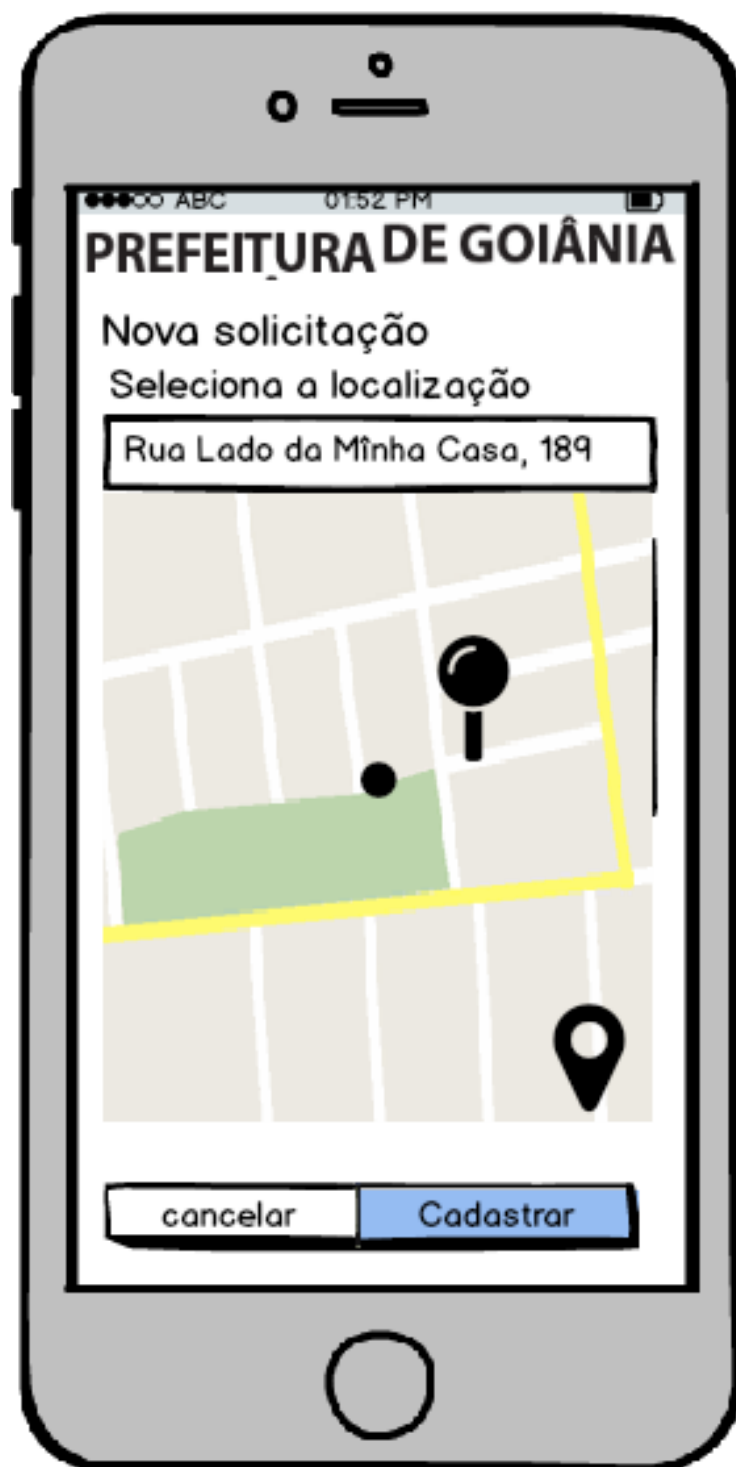 ABC 01:52 PM
PREFEITURA DE GOIÂNIA
Nova solicitação
Seleciona a localização
Rua Lado da Mînha Casa, 189
cancelar Cadastrar